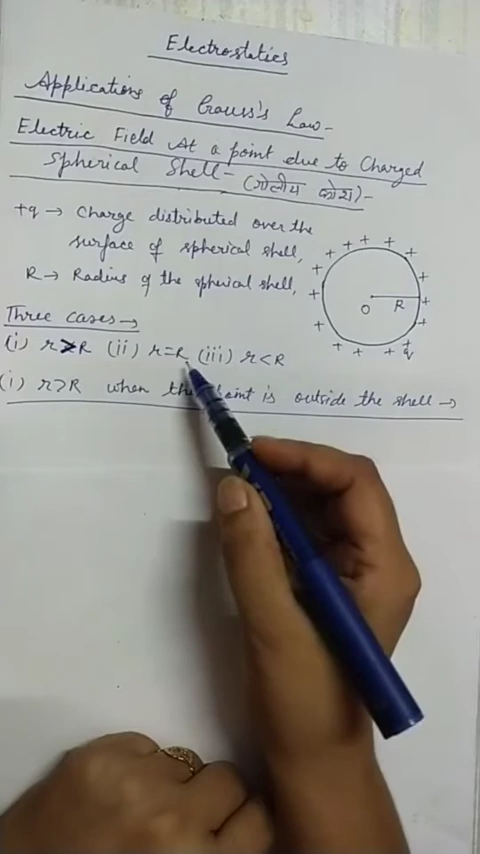 Electrostatics
Applications of Gauss's Law-
Electric Field At a point due to Charged
Spherical Shell- (गोलीय कोश)-
+q → Charge distributed over the
surface of spherical shell,
R → Radius of the spherical shell,
O R
q
Three cases→
(i) r>R (ii) r=R, (iii) r<R
(i) r>R when the point is outside the shell →